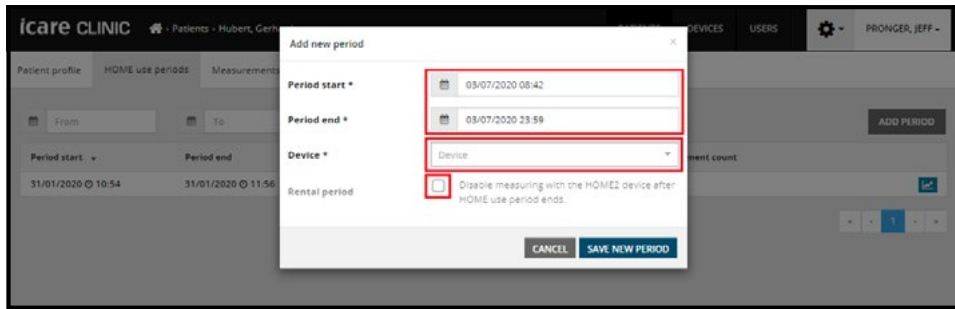 icare CLINIC
Patients - Hubert, Gerh
DEVICES
USERS
PRONGER, JEFF
Add new period
×
Patient profile
HOME use periods
Measurements
Period start *
03/07/2020 08:42
Period end *
03/07/2020 23:59
From
To
ADD PERIOD
Device *
Device
Period start
Period end
ment count
31/01/2020 10:54
31/01/2020 11:56
Rental period
Disable measuring with the HOME2 device after
HOME use period ends.
1
CANCEL
SAVE NEW PERIOD